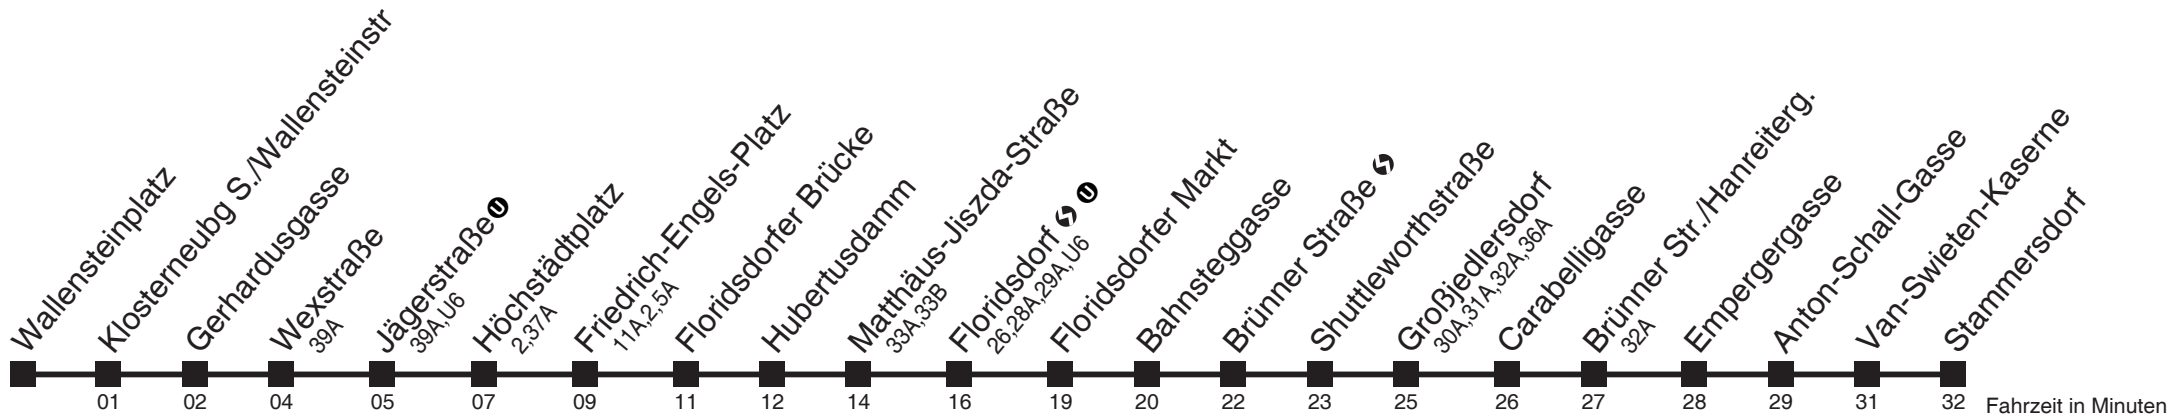 Wallensteinplatz
Klosterneubg S./Wallensteinstr
Gerhardusgasse
Wexstraße
39A
Jägerstraße U
39A,U6
Höchstädtplatz
2,37A
Friedrich-Engels-Platz
11A,2,5A
Floridsdorfer Brücke
Hubertusdamm
Matthäus-Jiszda-Straße
33A,33B
Floridsdorf U
26,28A,29A,U6
Floridsdorfer Markt
Bahnsteggasse
Brünner Straße
Shuttleworthstraße
Großjedlersdorf
30A,31A,32A,36A
Carabelligasse
Brünner Str./Hanreiterg.
32A
Empergergasse
Anton-Schall-Gasse
Van-Swieten-Kaserne
Stammersdorf
01 02 04 05 07 09 11 12 14 16 19 20 22 23 25 26 27 28 29 31 32 Fahrzeit in Minuten